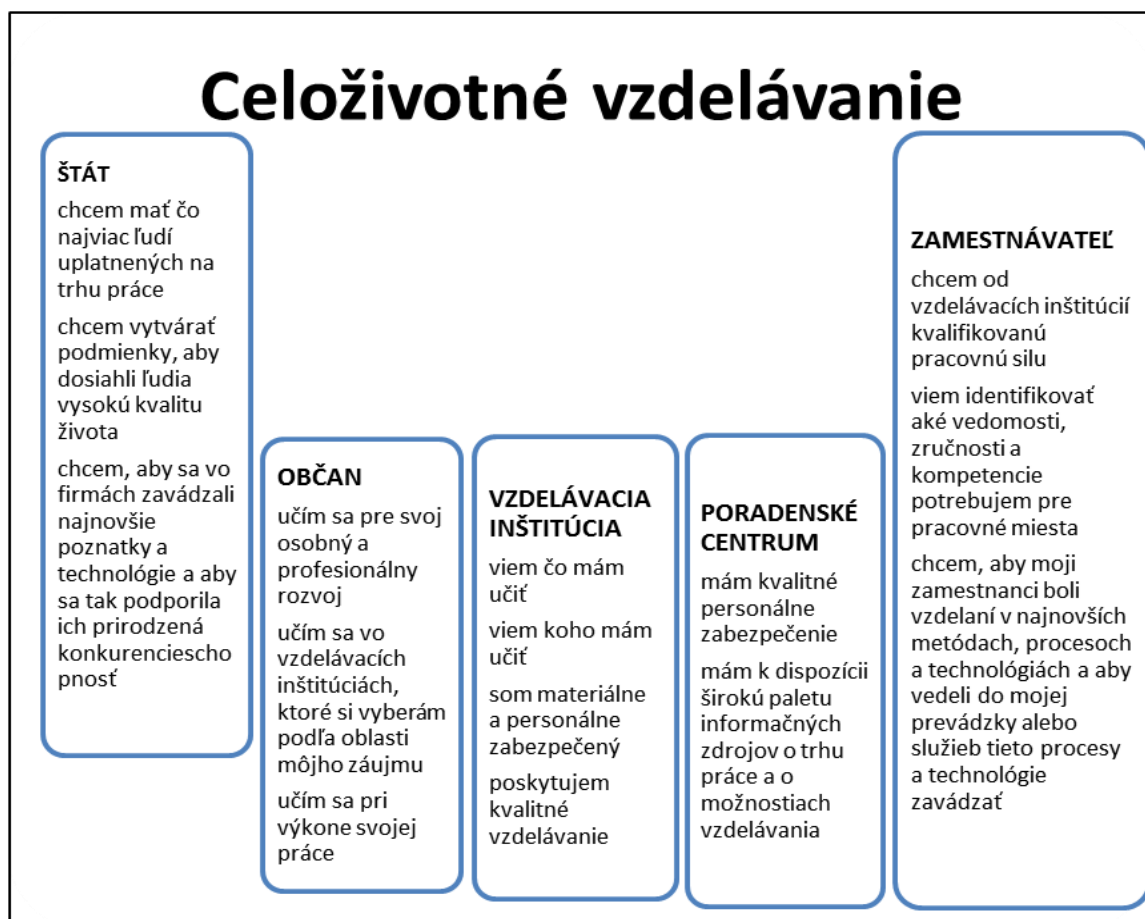 Celoživotné vzdelávanie
ŠTÁT
chcem mať čo
najviac ľudí
uplatnených na
trhu práce
chcem vytvárať
podmienky, aby
dosiahli ľudia
vysokú kvalitu
života
chcem, aby sa vo
firmách zavádzali
najnovšie
poznatky a
technológie a aby
sa tak podporila
ich prirodzená
konkurenciescho
pnosť
OBČAN
učím sa pre svoj
osobný a
profesionálny
rozvoj
učím sa vo
vzdelávacích
inštitúciách,
ktoré si vyberám
podľa oblasti
môjho záujmu
učím sa pri
výkone svojej
práce
VZDELÁVACIA
INŠTITÚCIA
viem čo mám
učiť
viem koho mám
učiť
som materiálne
a personálne
zabezpečený
poskytujem
kvalitné
vzdelávanie
PORADENSKÉ
CENTRUM
mám kvalitné
personálne
zabezpečenie
mám k dispozícii
širokú paletu
informačných
zdrojov o trhu
práce a o
možnostiach
vzdelávania
ZAMESTNÁVATEĽ
chcem od
vzdelávacích inštitúcií
kvalifikovanú
pracovnú silu
viem identifikovať
aké vedomosti,
zručnosti a
kompetencie
potrebujem pre
pracovné miesta
chcem, aby moji
zamestnanci boli
vzdelaní v najnovších
metódach, procesoch
a technológiách a aby
vedeli do mojej
prevádzky alebo
služieb tieto procesy
a technológie
zavádzať